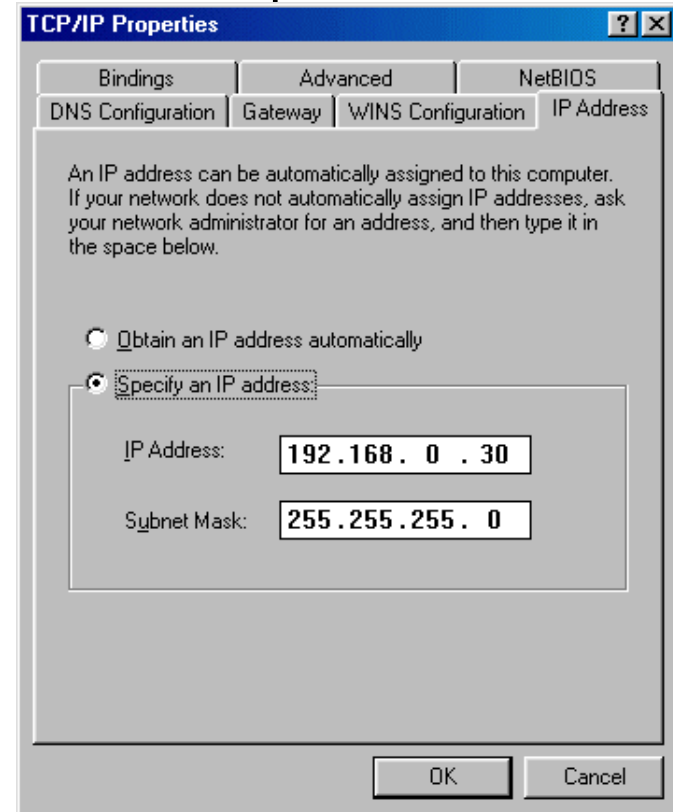 TCP/IP Properties
Bindings Advanced NetBIOS
DNS Configuration Gateway WINS Configuration IP Address
An IP address can be automatically assigned to this computer.
If your network does not automatically assign IP addresses, ask
your network administrator for an address, and then type it in
the space below.
Obtain an IP address automatically
Specify an IP address:
IP Address: 192.168. 0 . 30
Subnet Mask: 255.255.255. 0
OK Cancel